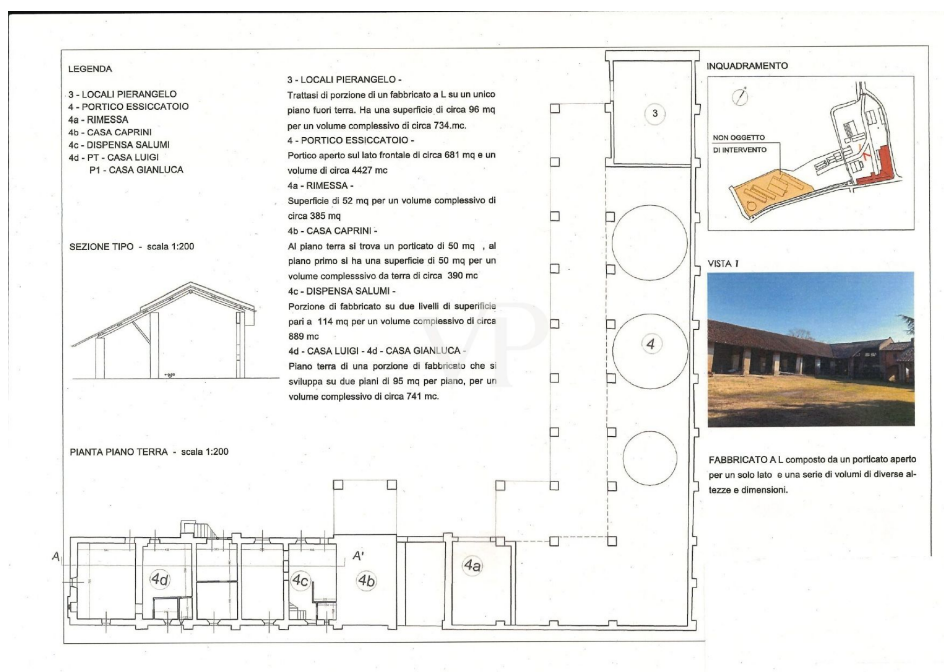 LEGENDA
3 - LOCALI PIERANGELO
4 - PORTICO ESSICCATOIO
4a - RIMESSA
4b - CASA CAPRINI
4c - DISPENSA SALUMI
4d - PT - CASA LUIGI
P1 - CASA GIANLUCA
SEZIONE TIPO - scala 1:200
3 - LOCALI PIERANGELO -
Trattasi di porzione di un fabbricato a L su un unico
piano fuori terra. Ha una superficie di circa 96 mq
per un volume complessivo di circa 734.mc.
4 - PORTICO ESSICCATOIO -
Portico aperto sul lato frontale di circa 681 mq e un
volume di circa 4427 mc
4a - RIMESSA -
Superficie di 52 mq per un volume complessivo di
circa 385 mq
4b - CASA CAPRINI -
Al piano terra si trova un porticato di 50 mq , al
piano primo si ha una superficie di 50 mq per un
volume complesssivo da terra di circa 390 mc
4c - DISPENSA SALUMI -
Porzione di fabbricato su due livelli di superificie
pari a 114 mq per un volume complessivo di circa
889 mc
4d - CASA LUIGI - 4d - CASA GIANLUCA -
Piano terra di una porzione di fabbricato che si
sviluppa su due piani di 95 mq per piano, per un
volume complessivo di circa 741 mc.
VP
PIANTA PIANO TERRA - scala 1:200
3
4
A
A'
4d
4c
4b
4a
INQUADRAMENTO
NON OGGETTO
DI INTERVENTO
VISTA 1
FABBRICATO A L composto da un porticato aperto
per un solo lato e una serie di volumi di diverse al-
tezze e dimensioni.